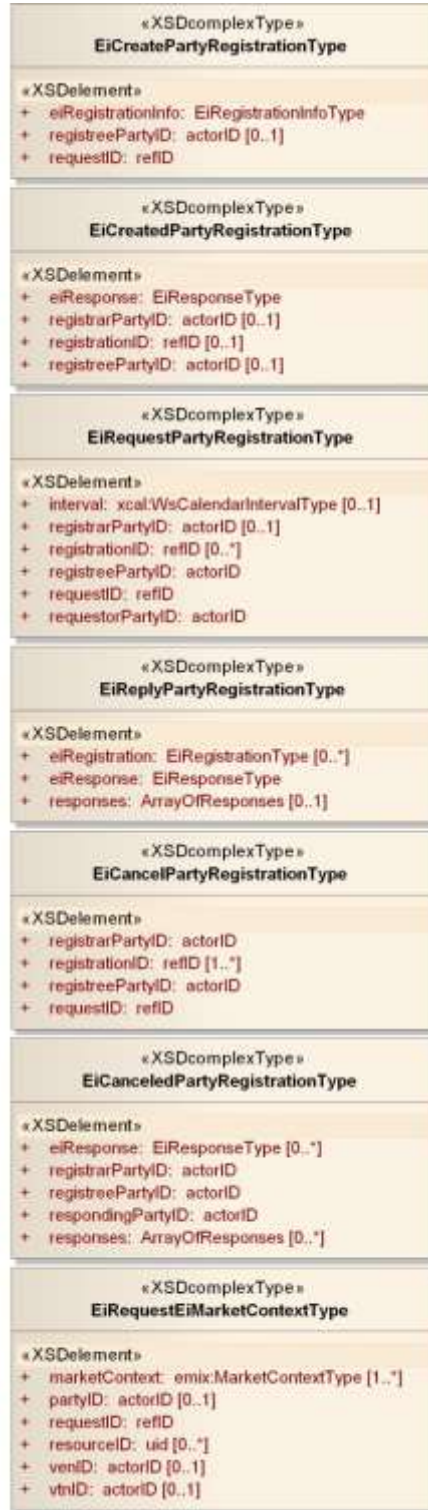 «XSDcomplexType»
EiCreatePartyRegistrationType
«XSDelement»
+ eiRegistrationInfo: EiRegistrationInfoType
+ registreePartyID: actorID [0..1]
+ requestID: refID
«XSDcomplexType»
EiCreatedPartyRegistrationType
«XSDelement»
+ eiResponse: EiResponseType
+ registrarPartyID: actorID [0..1]
+ registrationID: refID [0..1]
+ registreePartyID: actorID [0..1]
«XSDcomplexType»
EiRequestPartyRegistrationType
«XSDelement»
+ interval: xcal:WsCalendarIntervalType [0..1]
+ registrarPartyID: actorID [0..1]
+ registrationID: refID [0..*]
+ registreePartyID: actorID
+ requestID: refID
+ requestorPartyID: actorID
«XSDcomplexType»
EiReplyPartyRegistrationType
«XSDelement»
+ eiRegistration: EiRegistrationType [0..*]
+ eiResponse: EiResponseType
+ responses: ArrayOfResponses [0..1]
«XSDcomplexType»
EiCancelPartyRegistrationType
«XSDelement»
+ registrarPartyID: actorID
+ registrationID: refID [1..*]
+ registreePartyID: actorID
+ requestID: refID
«XSDcomplexType»
EiCanceledPartyRegistrationType
«XSDelement»
+ eiResponse: EiResponseType [0..*]
+ registrarPartyID: actorID
+ registreePartyID: actorID
+ respondingPartyID: actorID
+ responses: ArrayOfResponses [0..*]
«XSDcomplexType»
EiRequestEiMarketContextType
«XSDelement»
+ marketContext: emix:MarketContextType [1..*]
+ partyID: actorID [0..1]
+ requestID: refID
+ resourceID: uid [0..*]
+ venID: actorID [0..1]
+ vtnID: actorID [0..1]